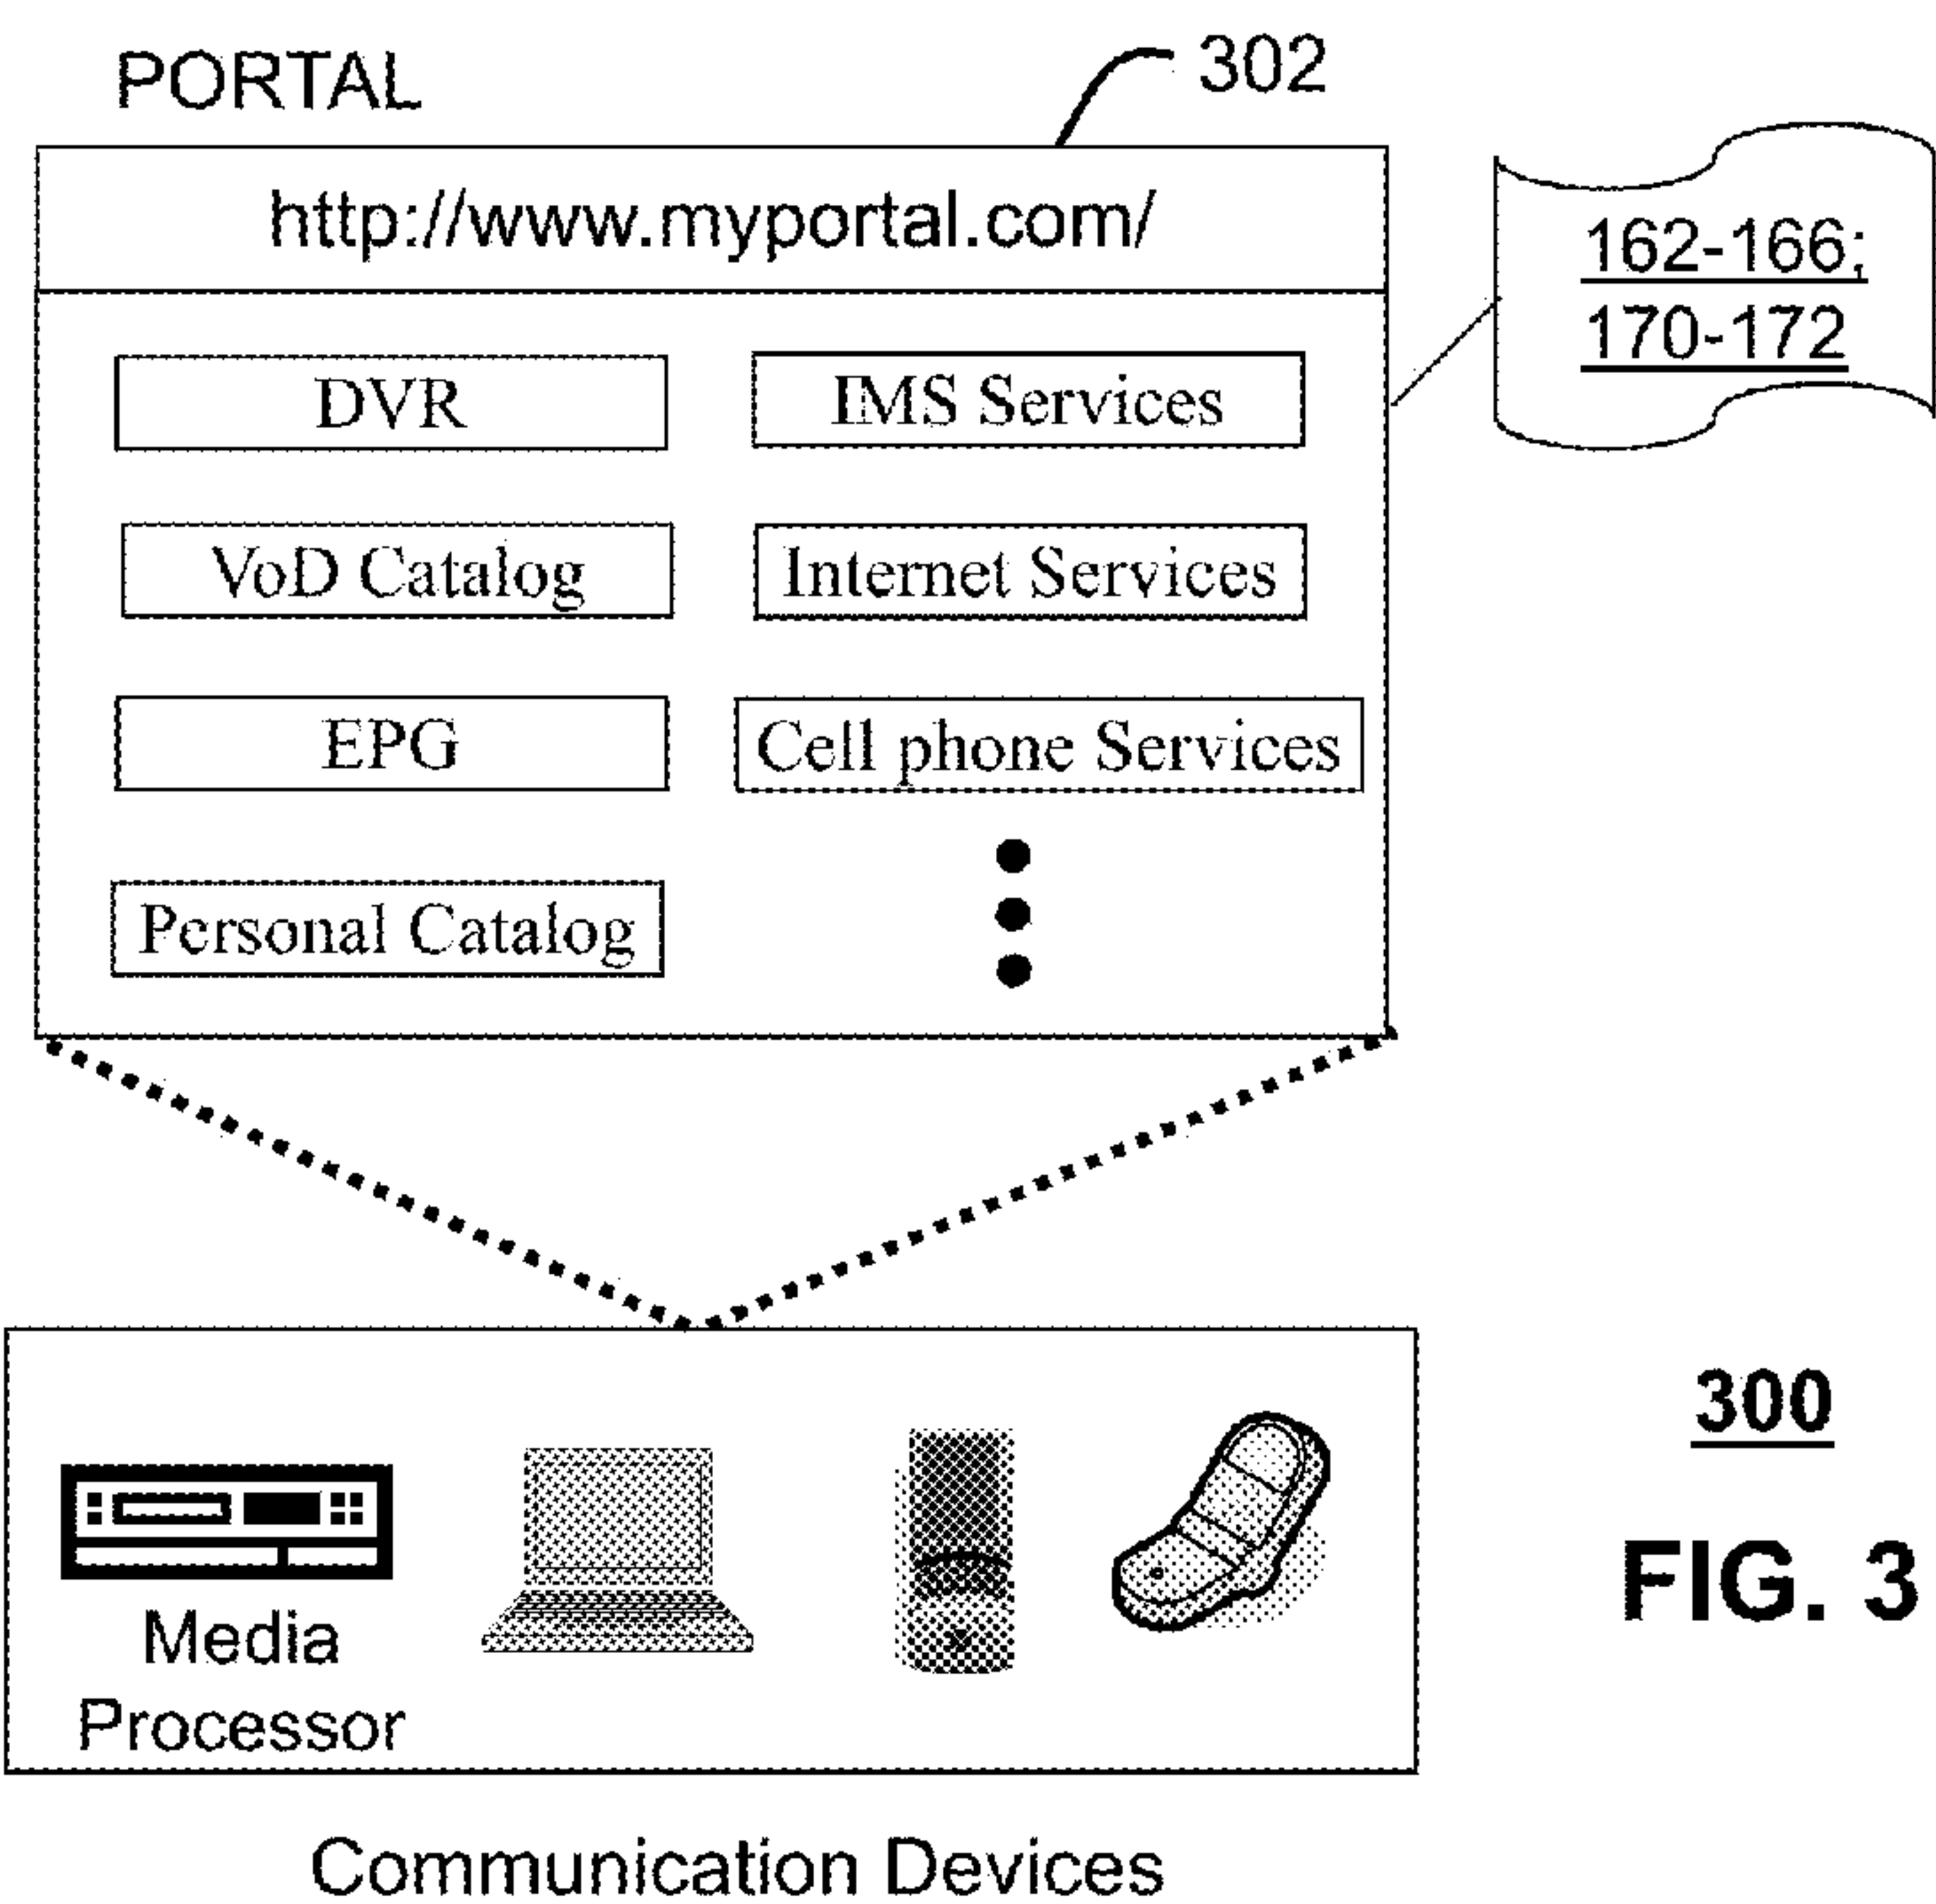 PORTAL
302
http://www.myportal.com/
162-166;
170-172
DVR
IMS Services
VoD Catalog
Internet Services
EPG
Cell phone Services
Personal Catalog
Media
Processor
300
FIG. 3
Communication Devices